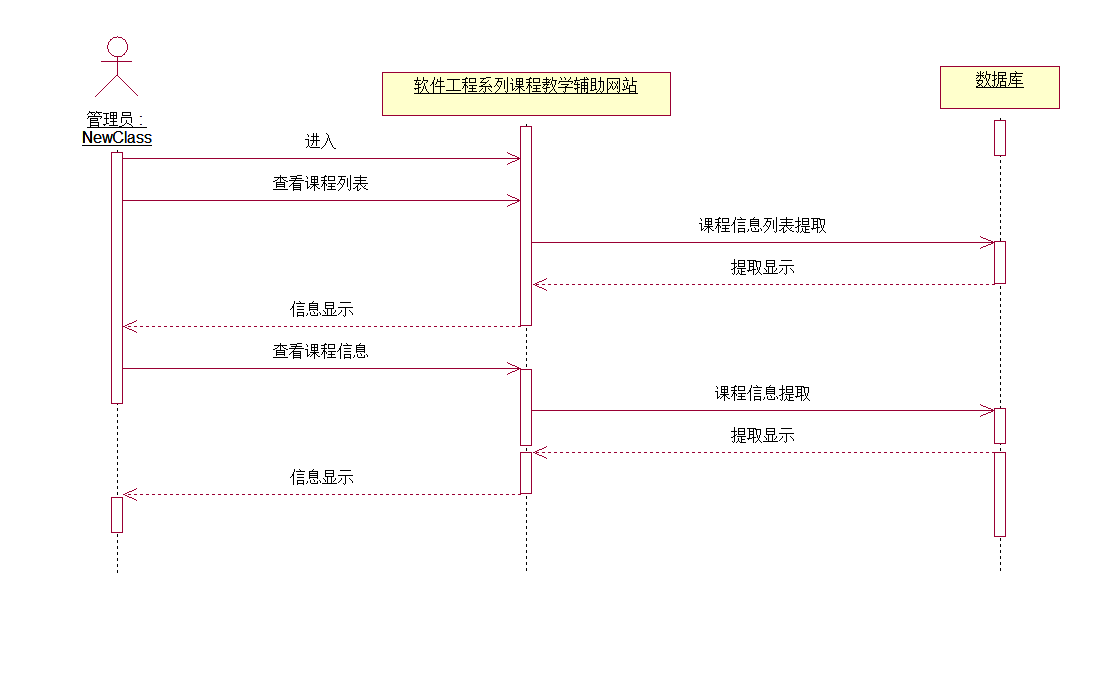 软件工程系列课程教学辅助网站
数据库
管理员 :
NewClass
进入
查看课程列表
课程信息列表提取
提取显示
信息显示
查看课程信息
课程信息提取
提取显示
信息显示